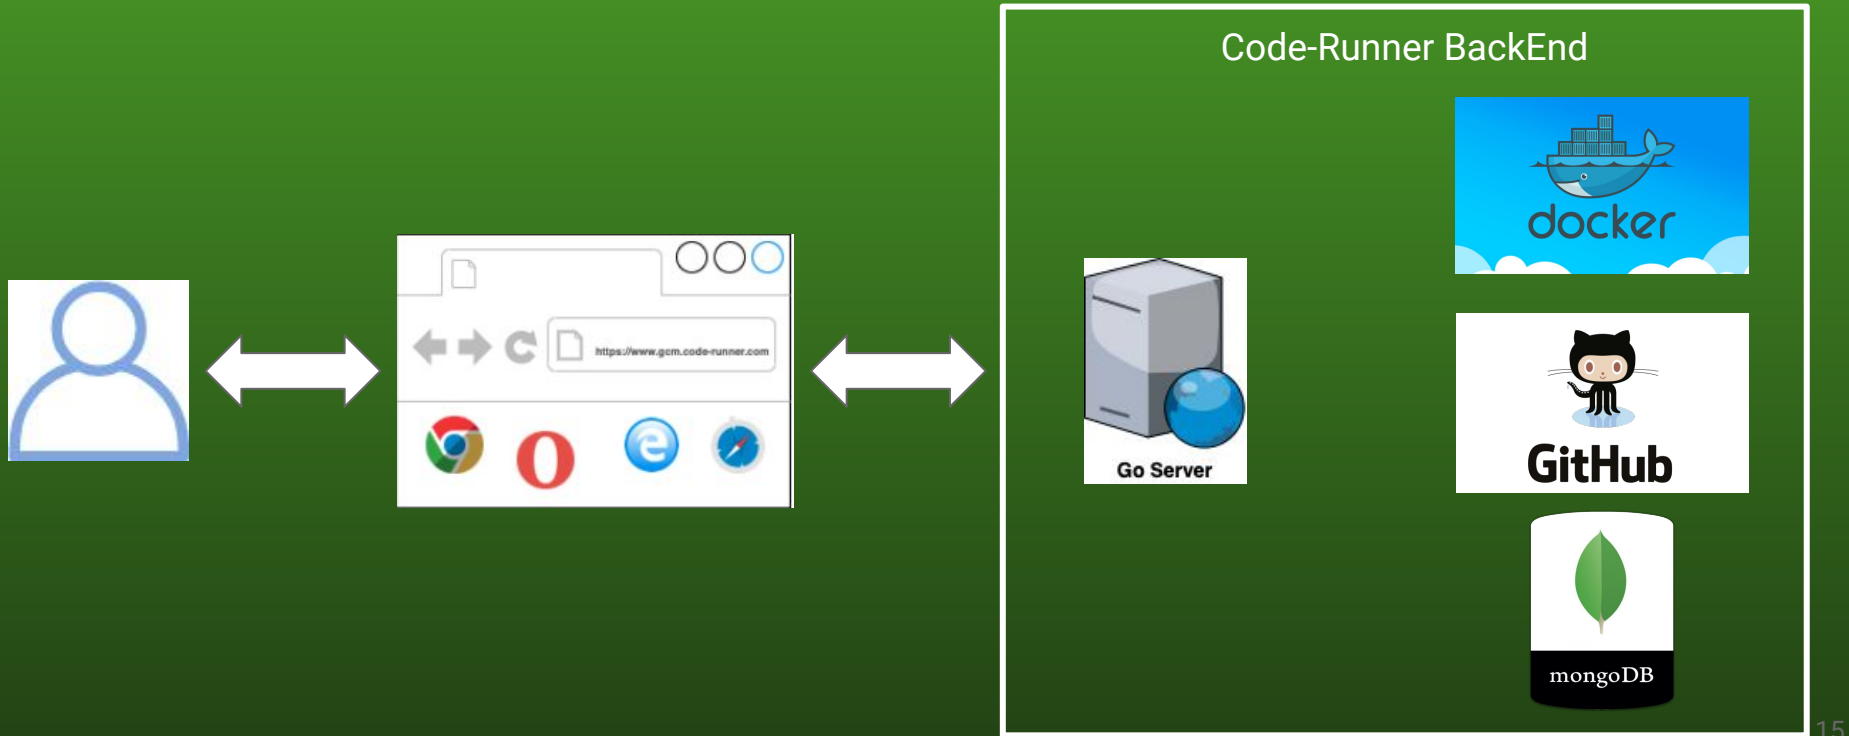 Code-Runner BackEnd
docker
https://www.gcm.code-runner.com
Go Server
GitHub
mongoDB
15